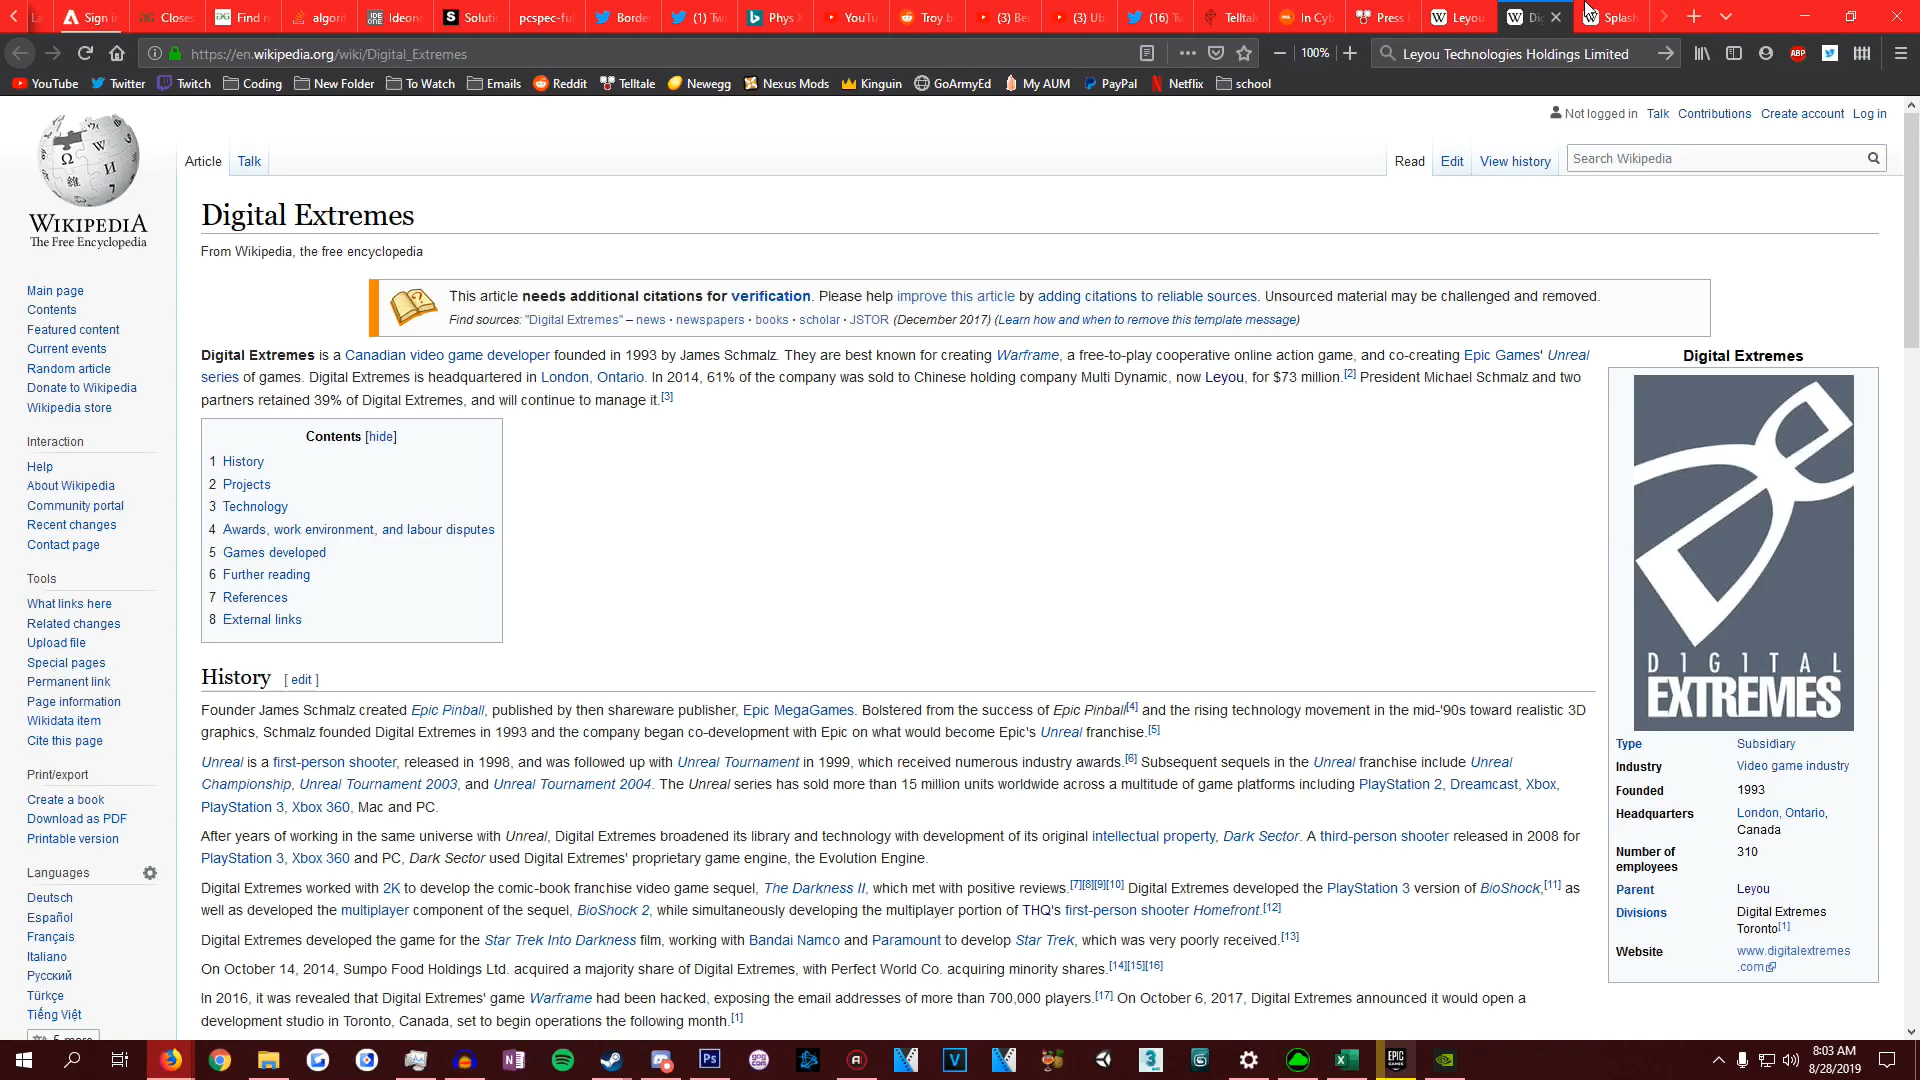 Sign in
Closes
Find n
algorit
Ideone
Solutio
pcspec-fu
Border
(1) Tw
Phys
YouTu
Troy b
(3) Be
(3) Ub
(16) T
Telltale
In Cyb
Press
Leyou
Di
Splash
https://en.wikipedia.org/wiki/Digital_Extremes
100%
Leyou Technologies Holdings Limited
ABP
YouTube Twitter Twitch Coding New Folder To Watch Emails Reddit Telltale Newegg Nexus Mods Kinguin GoArmyEd My AUM PayPal Netflix school
Not logged in Talk Contributions Create account Log in
Article Talk Read Edit View history Search Wikipedia
WIKIPEDIA
The Free Encyclopedia
Main page
Contents
Featured content
Current events
Random article
Donate to Wikipedia
Wikipedia store
Interaction
Help
About Wikipedia
Community portal
Recent changes
Contact page
Tools
What links here
Related changes
Upload file
Special pages
Permanent link
Page information
Wikidata item
Cite this page
Print/export
Create a book
Download as PDF
Printable version
Languages
Deutsch
Español
Français
Italiano
Русский
Türkçe
Tiếng Việt
Digital Extremes
From Wikipedia, the free encyclopedia
This article needs additional citations for verification. Please help improve this article by adding citations to reliable sources. Unsourced material may be challenged and removed.
Find sources: "Digital Extremes" – news · newspapers · books · scholar · JSTOR (December 2017) (Learn how and when to remove this template message)
Digital Extremes is a Canadian video game developer founded in 1993 by James Schmalz. They are best known for creating Warframe, a free-to-play cooperative online action game, and co-creating Epic Games' Unreal
series of games. Digital Extremes is headquartered in London, Ontario. In 2014, 61% of the company was sold to Chinese holding company Multi Dynamic, now Leyou, for $73 million.[2] President Michael Schmalz and two
partners retained 39% of Digital Extremes, and will continue to manage it.[3]
Contents [hide]
1 History
2 Projects
3 Technology
4 Awards, work environment, and labour disputes
5 Games developed
6 Further reading
7 References
8 External links
History [ edit ]
Founder James Schmalz created Epic Pinball, published by then shareware publisher, Epic MegaGames. Bolstered from the success of Epic Pinball[4] and the rising technology movement in the mid-'90s toward realistic 3D
graphics, Schmalz founded Digital Extremes in 1993 and the company began co-development with Epic on what would become Epic's Unreal franchise.[5]
Unreal is a first-person shooter, released in 1998, and was followed up with Unreal Tournament in 1999, which received numerous industry awards.[6] Subsequent sequels in the Unreal franchise include Unreal
Championship, Unreal Tournament 2003, and Unreal Tournament 2004. The Unreal series has sold more than 15 million units worldwide across a multitude of game platforms including PlayStation 2, Dreamcast, Xbox,
PlayStation 3, Xbox 360, Mac and PC.
After years of working in the same universe with Unreal, Digital Extremes broadened its library and technology with development of its original intellectual property, Dark Sector. A third-person shooter released in 2008 for
PlayStation 3, Xbox 360 and PC, Dark Sector used Digital Extremes' proprietary game engine, the Evolution Engine.
Digital Extremes worked with 2K to develop the comic-book franchise video game sequel, The Darkness II, which met with positive reviews.[7][8][9][10] Digital Extremes developed the PlayStation 3 version of BioShock,[11] as
well as developed the multiplayer component of the sequel, BioShock 2, while simultaneously developing the multiplayer portion of THQ's first-person shooter Homefront.[12]
Digital Extremes developed the game for the Star Trek Into Darkness film, working with Bandai Namco and Paramount to develop Star Trek, which was very poorly received.[13]
On October 14, 2014, Sumpo Food Holdings Ltd. acquired a majority share of Digital Extremes, with Perfect World Co. acquiring minority shares.[14][15][16]
In 2016, it was revealed that Digital Extremes' game Warframe had been hacked, exposing the email addresses of more than 700,000 players.[17] On October 6, 2017, Digital Extremes announced it would open a
development studio in Toronto, Canada, set to begin operations the following month.[1]
Digital Extremes
D1G1TAL
EXTREMES
Type Subsidiary
Industry Video game industry
Founded 1993
Headquarters London, Ontario,
Canada
Number of 310
employees
Parent Leyou
Divisions Digital Extremes
Toronto[1]
Website www.digitalextremes
.com
8:03 AM
8/28/2019